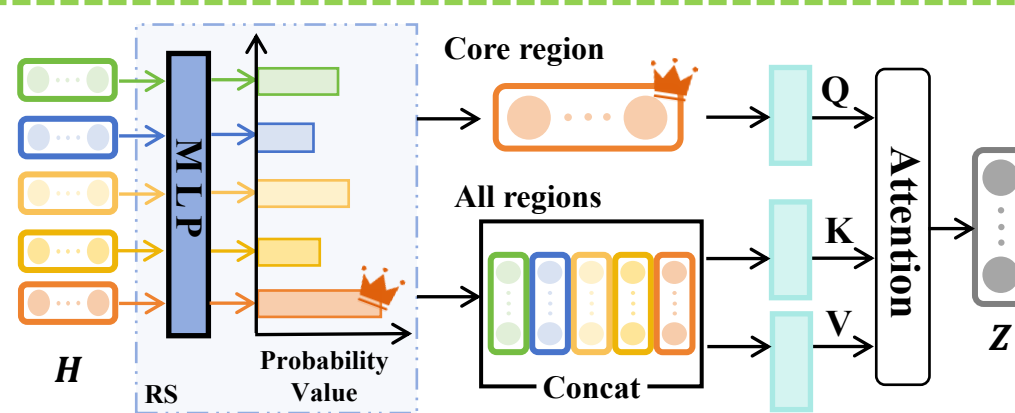 H
MLP
RS
Probability
Value
Core region
All regions
Concat
Q
K
V
Attention
Z